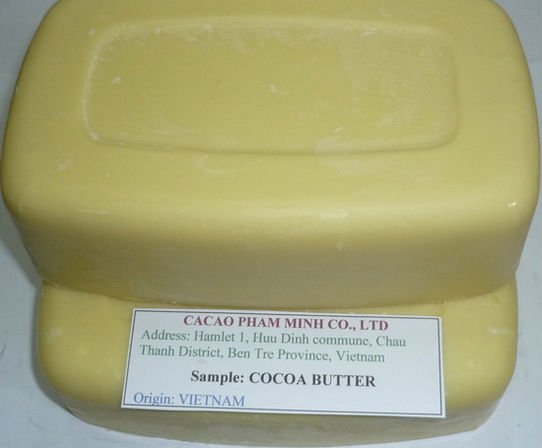 CACAO PHAM MINH CO., LTD
Address: Hamlet 1, Huu Dinh commune, Chau
Thanh District, Ben Tre Province, Vietnam
Sample: COCOA BUTTER
Origin: VIETNAM